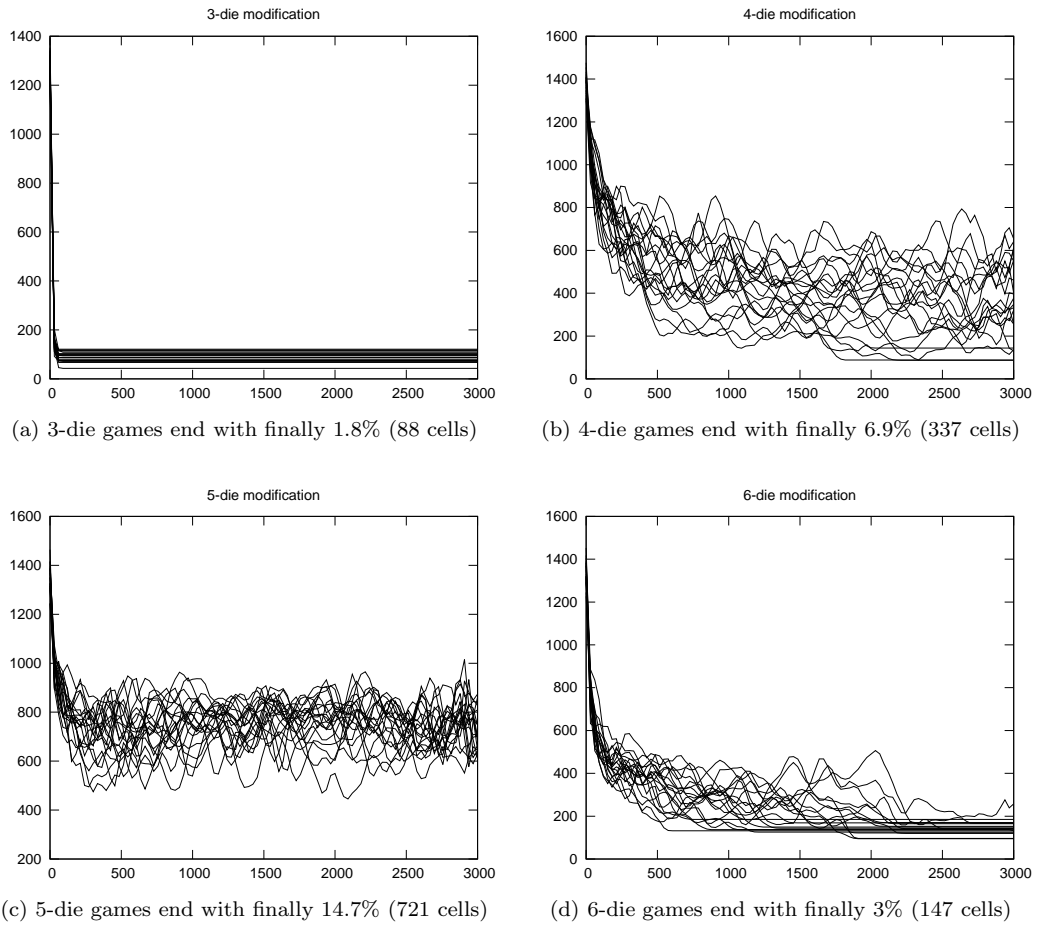 3-die modification
1400
1200
1000
800
600
400
200
0
0 500 1000 1500 2000 2500 3000
(a) 3-die games end with finally 1.8% (88 cells)
4-die modification
1600
1400
1200
1000
800
600
400
200
0
0 500 1000 1500 2000 2500 3000
(b) 4-die games end with finally 6.9% (337 cells)
5-die modification
1600
1400
1200
1000
800
600
400
200
0 500 1000 1500 2000 2500 3000
(c) 5-die games end with finally 14.7% (721 cells)
6-die modification
1600
1400
1200
1000
800
600
400
200
0
0 500 1000 1500 2000 2500 3000
(d) 6-die games end with finally 3% (147 cells)